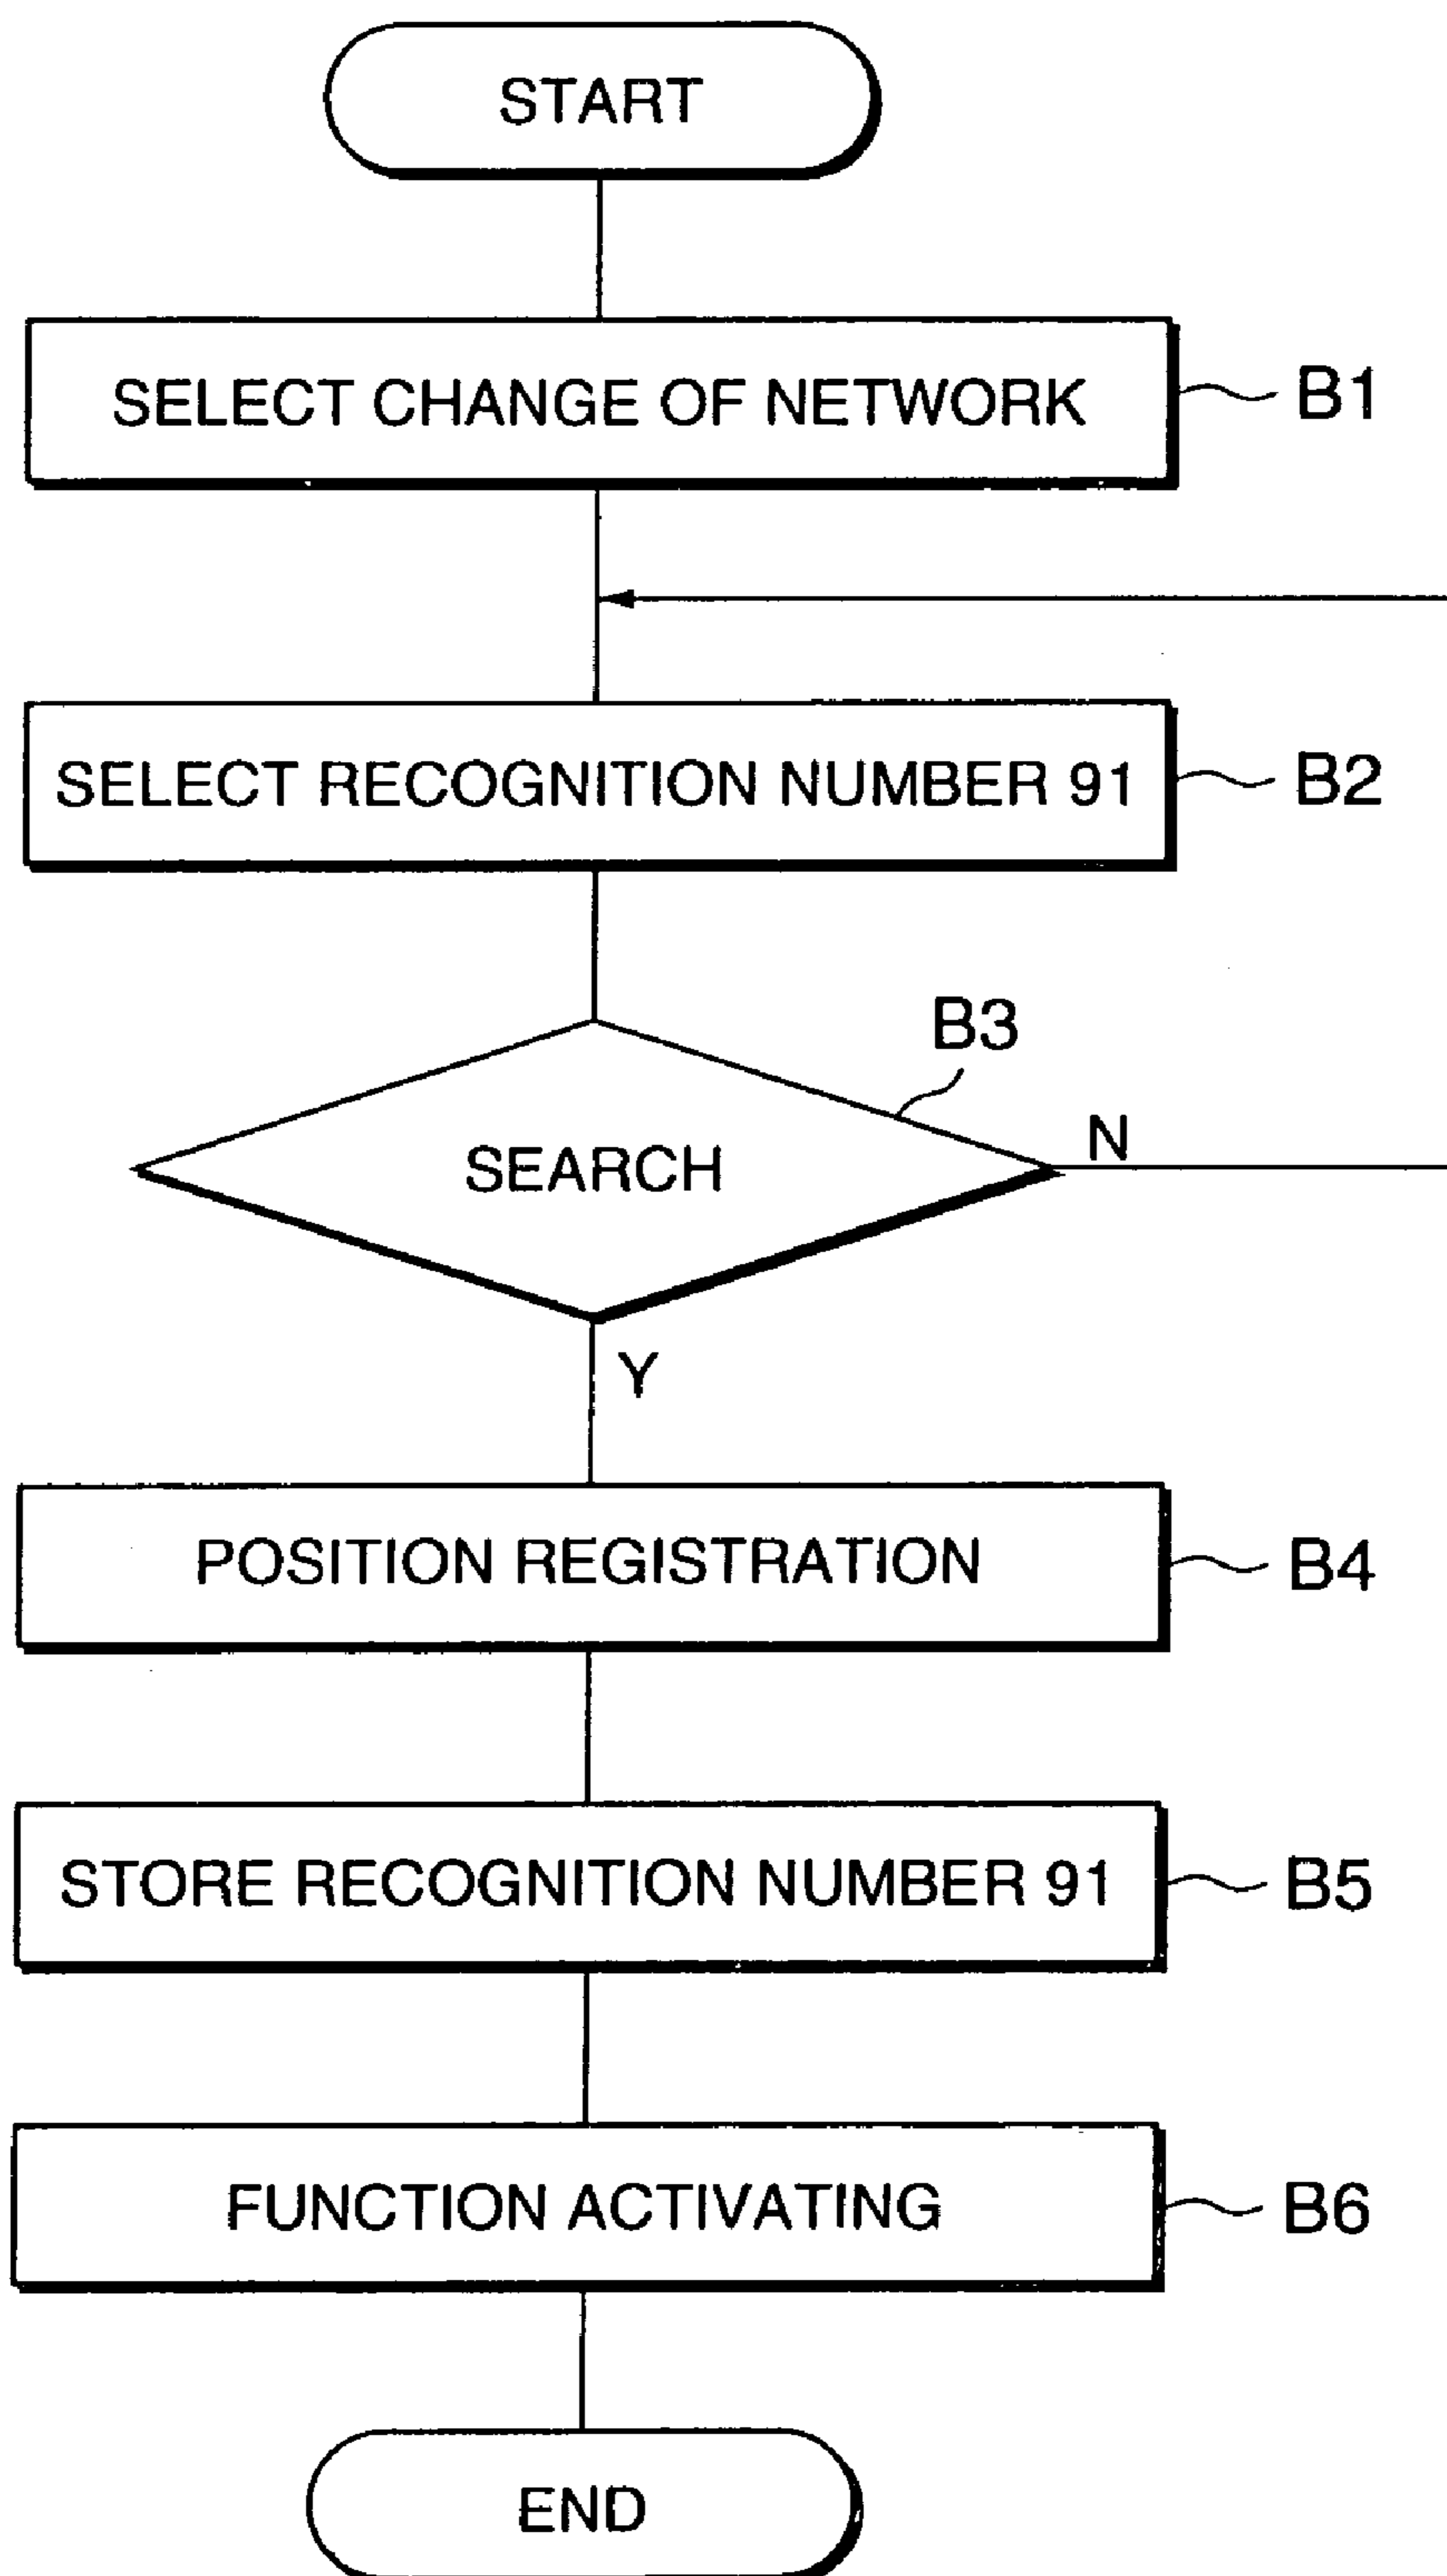 START
SELECT CHANGE OF NETWORK
B1
SELECT RECOGNITION NUMBER 91
B2
B3
SEARCH
N
Y
POSITION REGISTRATION
B4
STORE RECOGNITION NUMBER 91
B5
FUNCTION ACTIVATING
B6
END